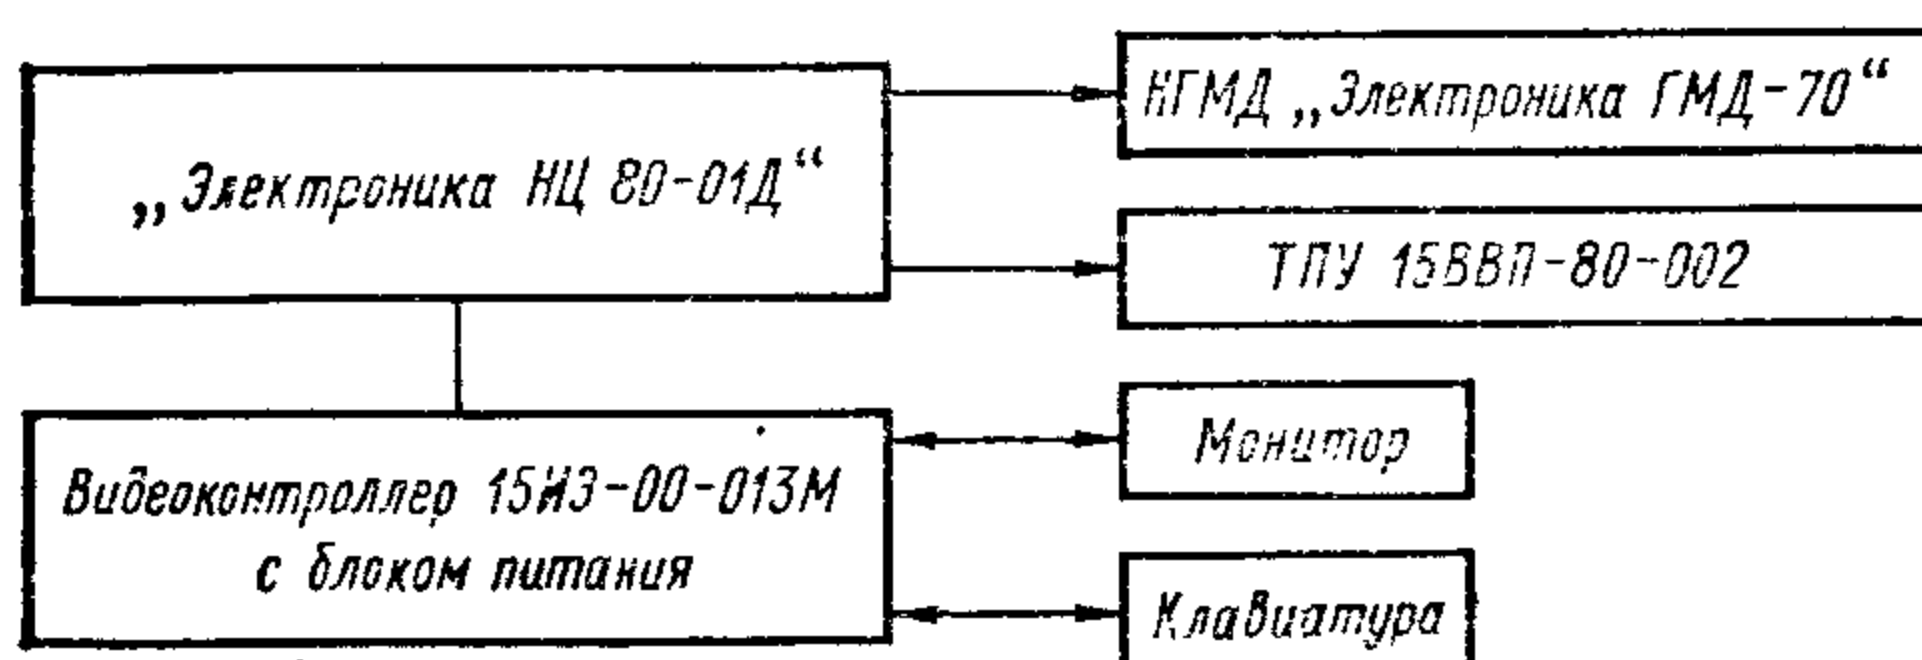 НГМД „Электроника ГМД-70“
„Электроника НЦ 80-01Д“
ТПУ 15ВВП-80-002
Монитор
Видеоконтроллер 15ИЭ-00-013М
с блоком питания
Клавиатура